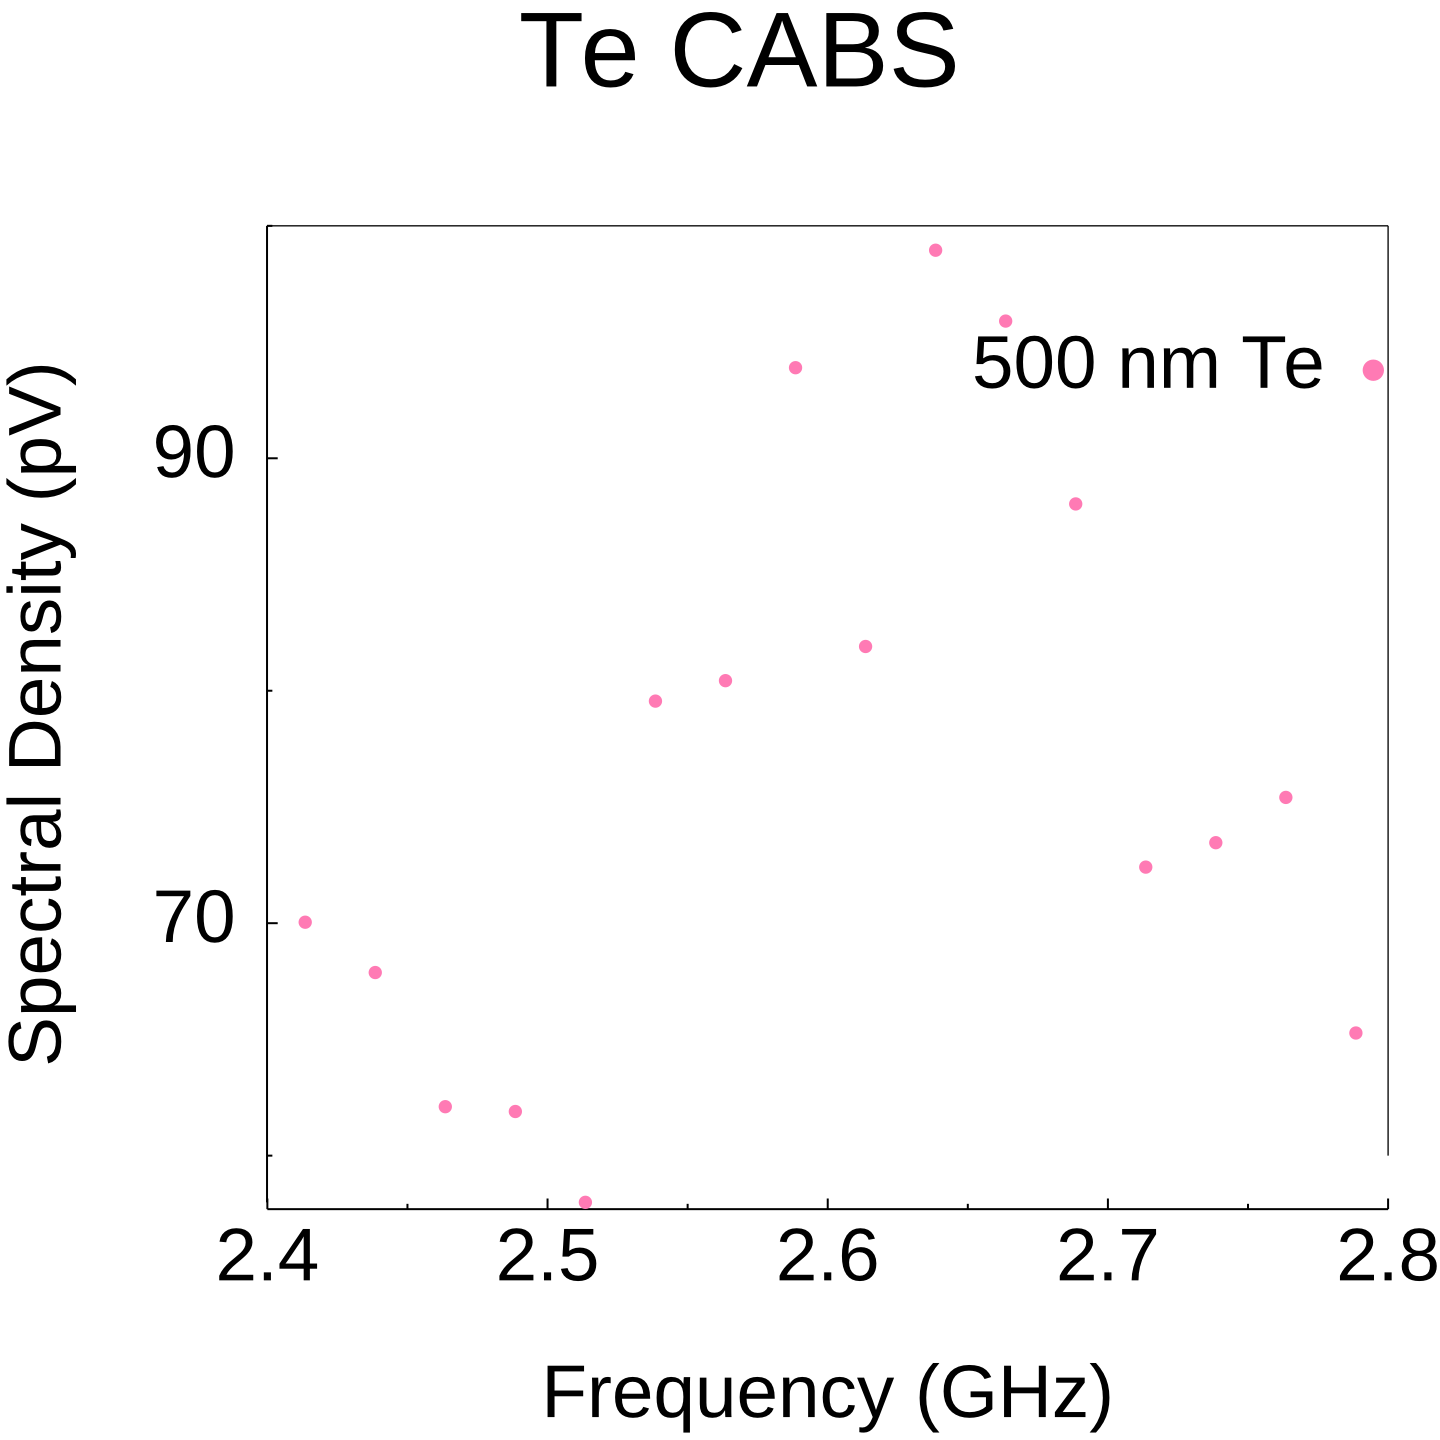 Te CABS
500 nm Te
90
70
Spectral Density (pV)
2.4 2.5 2.6 2.7 2.8
Frequency (GHz)